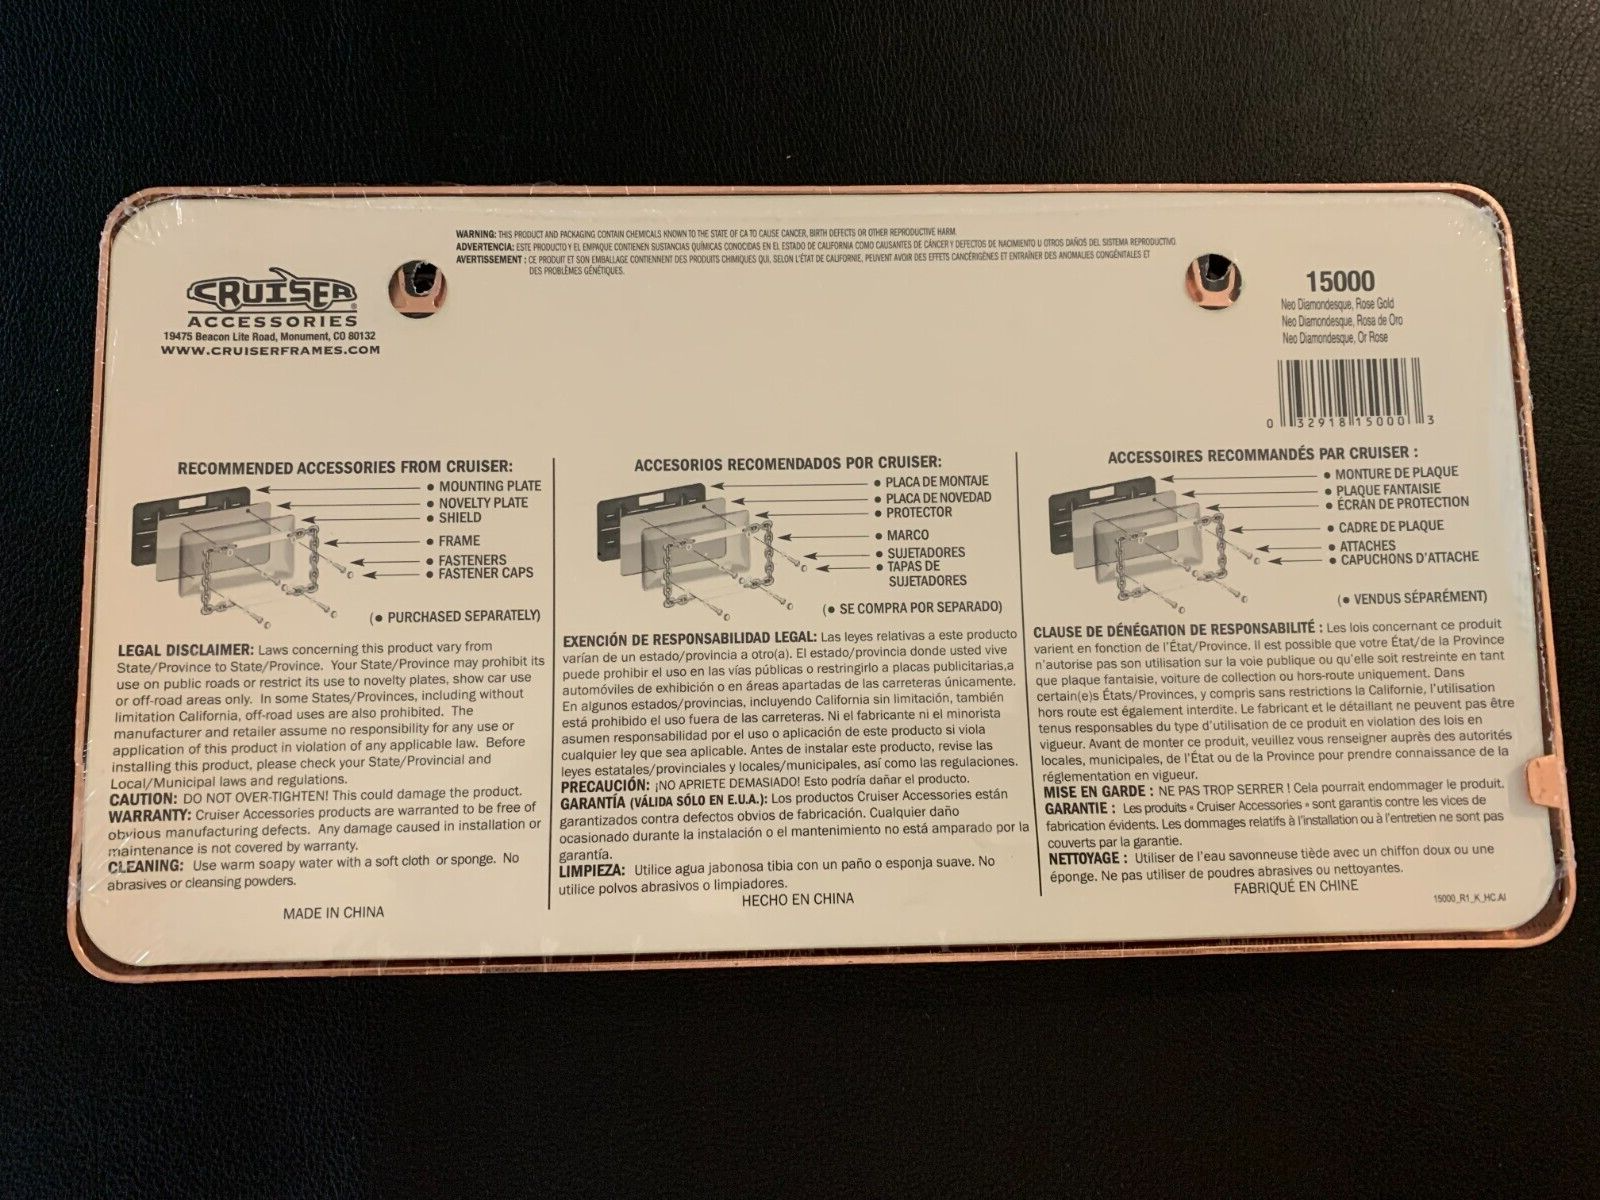 WARNING: THIS PRODUCT AND PACKAGING CONTAIN CHEMICALS KNOWN TO THE STATE OF CA TO CAUSE CANCER, BIRTH DEFECTS OR OTHER REPRODUCTIVE HARM.
ADVERTENCIA: ESTE PRODUCTO Y EL EMPAQUE CONTIENEN SUSTANCIAS QUÍMICAS CONOCIDAS EN EL ESTADO DE CALIFORNIA COMO CAUSANTES DE CÁNCER Y DEFECTOS DE NACIMIENTO U OTROS DAÑOS DEL SISTEMA REPRODUCTIVO.
AVERTISSEMENT : CE PRODUIT ET SON EMBALLAGE CONTIENNENT DES PRODUITS CHIMIQUES QUI, SELON L'ÉTAT DE CALIFORNIE, PEUVENT AVOIR DES EFFETS CANCÉRIGÈNES ET ENTRAÎNER DES ANOMALIES CONGÉNITALES ET
DES PROBLÈMES GÉNÉTIQUES.
CRUISER®
ACCESSORIES
19475 Beacon Lite Road, Monument, CO 80132
WWW.CRUISERFRAMES.COM
15000
Neo Diamondesque, Rose Gold
Neo Diamondesque, Rosa de Oro
Neo Diamondesque, Or Rose
0 32918 15000 3
RECOMMENDED ACCESSORIES FROM CRUISER:
• MOUNTING PLATE
• NOVELTY PLATE
• SHIELD
• FRAME
• FASTENERS
• FASTENER CAPS
(• PURCHASED SEPARATELY)
LEGAL DISCLAIMER: Laws concerning this product vary from
State/Province to State/Province. Your State/Province may prohibit its
use on public roads or restrict its use to novelty plates, show car use
or off-road areas only. In some States/Provinces, including without
limitation California, off-road uses are also prohibited. The
manufacturer and retailer assume no responsibility for any use or
application of this product in violation of any applicable law. Before
installing this product, please check your State/Provincial and
Local/Municipal laws and regulations.
CAUTION: DO NOT OVER-TIGHTEN! This could damage the product.
WARRANTY: Cruiser Accessories products are warranted to be free of
obvious manufacturing defects. Any damage caused in installation or
maintenance is not covered by warranty.
CLEANING: Use warm soapy water with a soft cloth or sponge. No
abrasives or cleansing powders.
MADE IN CHINA
ACCESORIOS RECOMENDADOS POR CRUISER:
• PLACA DE MONTAJE
• PLACA DE NOVEDAD
• PROTECTOR
• MARCO
• SUJETADORES
• TAPAS DE
SUJETADORES
(• SE COMPRA POR SEPARADO)
EXENCIÓN DE RESPONSABILIDAD LEGAL: Las leyes relativas a este producto
varían de un estado/provincia a otro(a). El estado/provincia donde usted vive
puede prohibir el uso en las vías públicas o restringirlo a placas publicitarias,a
automóviles de exhibición o en áreas apartadas de las carreteras únicamente.
En algunos estados/provincias, incluyendo California sin limitación, también
está prohibido el uso fuera de las carreteras. Ni el fabricante ni el minorista
asumen responsabilidad por el uso o aplicación de este producto si viola
cualquier ley que sea aplicable. Antes de instalar este producto, revise las
leyes estatales/provinciales y locales/municipales, así como las regulaciones.
PRECAUCIÓN: ¡NO APRIETE DEMASIADO! Esto podría dañar el producto.
GARANTÍA (VÁLIDA SÓLO EN E.U.A.): Los productos Cruiser Accessories están
garantizados contra defectos obvios de fabricación. Cualquier daño
ocasionado durante la instalación o el mantenimiento no está amparado por la
garantía.
LIMPIEZA: Utilice agua jabonosa tibia con un paño o esponja suave. No
utilice polvos abrasivos o limpiadores.
HECHO EN CHINA
ACCESSOIRES RECOMMANDÉS PAR CRUISER :
• MONTURE DE PLAQUE
• PLAQUE FANTAISIE
• ÉCRAN DE PROTECTION
• CADRE DE PLAQUE
• ATTACHES
• CAPUCHONS D'ATTACHE
(• VENDUS SÉPARÉMENT)
CLAUSE DE DÉNÉGATION DE RESPONSABILITÉ : Les lois concernant ce produit
varient en fonction de l'État/Province. Il est possible que votre État/de la Province
n'autorise pas son utilisation sur la voie publique ou qu'elle soit restreinte en tant
que plaque fantaisie, voiture de collection ou hors-route uniquement. Dans
certain(e)s États/Provinces, y compris sans restrictions la Californie, l'utilisation
hors route est également interdite. Le fabricant et le détaillant ne peuvent pas être
tenus responsables du type d'utilisation de ce produit en violation des lois en
vigueur. Avant de monter ce produit, veuillez vous renseigner auprès des autorités
locales, municipales, de l'État ou de la Province pour prendre connaissance de la
réglementation en vigueur.
MISE EN GARDE : NE PAS TROP SERRER ! Cela pourrait endommager le produit.
GARANTIE : Les produits « Cruiser Accessories » sont garantis contre les vices de
fabrication évidents. Les dommages relatifs à l'installation ou à l'entretien ne sont pas
couverts par la garantie.
NETTOYAGE : Utiliser de l'eau savonneuse tiède avec un chiffon doux ou une
éponge. Ne pas utiliser de poudres abrasives ou nettoyantes.
FABRIQUÉ EN CHINE
15000_R1_K_HC.AI